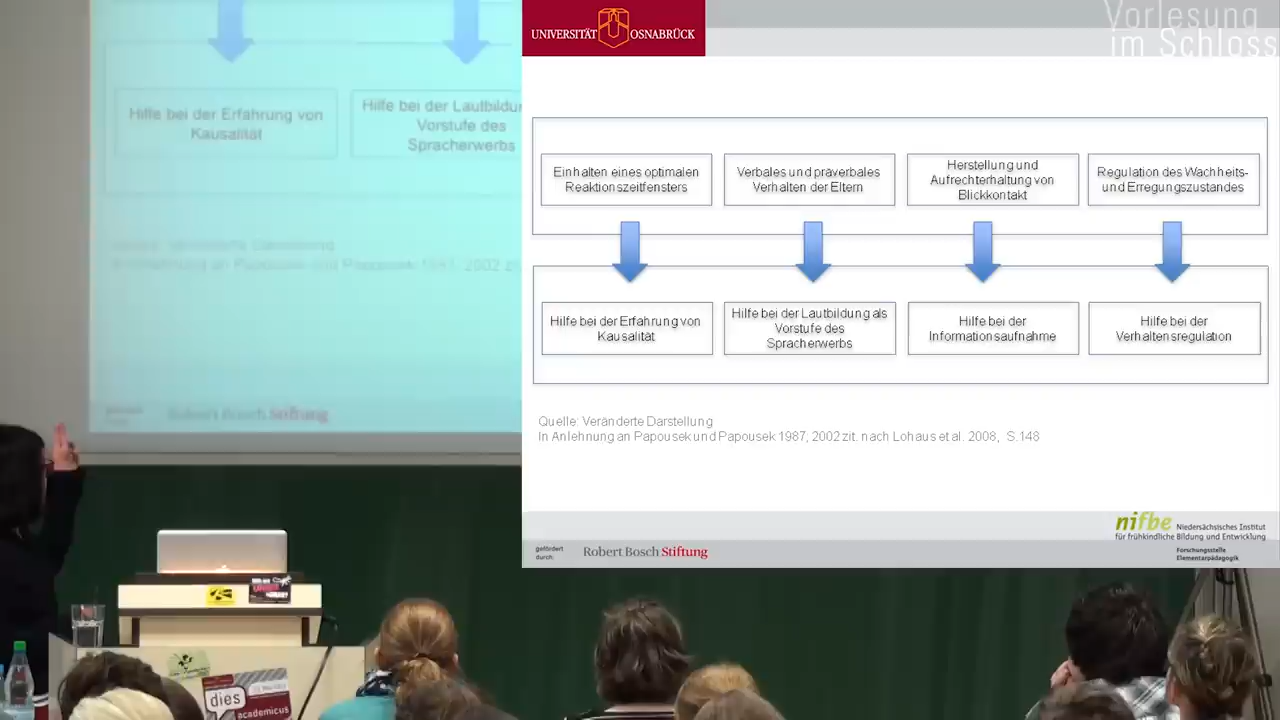 Hilfe bei der Erfahrung von
Kausalität
Hilfe bei der Lautbildu
Vorstufe des
Spracherwerbs
Robert Bosch Stiftung
UNIVERSITÄT OSNABRÜCK
Vorlesung
im Schloss
Einhalten eines optimalen
Reaktionszeitfensters
Verbales und praverbales
Verhalten der Eltern
Herstellung und
Aufrechterhaltung von
Blickkontakt
Regulation des Wachheits-
und Erregungszustandes
Hilfe bei der Erfahrung von
Kausalität
Hilfe bei der Lautbildung als
Vorstufe des
Spracherwerbs
Hilfe bei der
Informationsaufnahme
Hilfe bei der
Verhaltensregulation
Quelle: Veränderte Darstellung
In Anlehnung an Papousek und Papousek 1987, 2002 zit. nach Lohaus et al. 2008, S.148
gefördert
durch:
Robert Bosch Stiftung
nifbe
Niedersächsisches Institut
für frühkindliche Bildung und Entwicklung
Forschungsstelle
Elementarpädagogik
dies
academicus